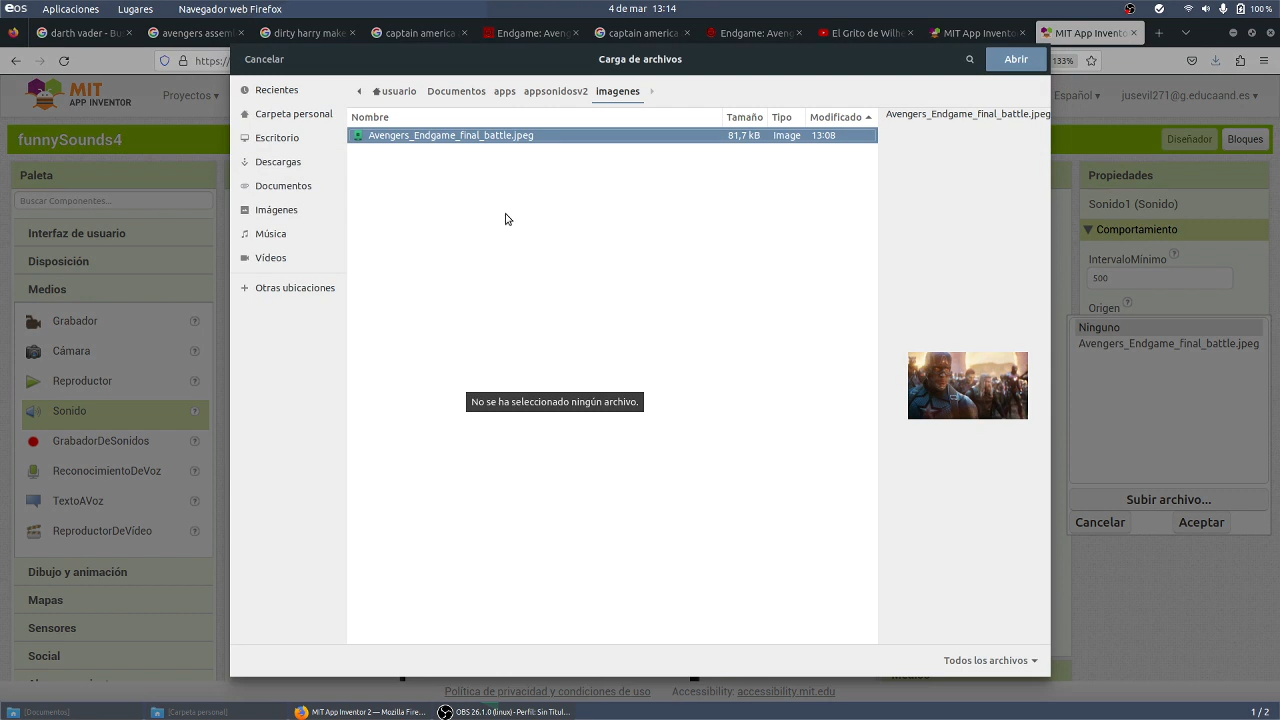 eos Aplicaciones Lugares Navegador web Firefox 4 de mar 13:14 100 %
darth vader - Bu avengers asseml dirty harry make captain america Endgame: Aveng captain america Endgame: Aveng El Grito de Wilhe MIT App Invento MIT App Invento
https:/ 133%
MIT
APP INVENTOR
Proyectos
Español
jusevil271@g.educaand.es
funnySounds4
Diseñador
Bloques
Cancelar
Carga de archivos
Abrir
Recientes
Carpeta personal
Escritorio
Descargas
Documentos
Imágenes
Música
Vídeos
Otras ubicaciones
usuario Documentos apps appsonidosv2 imagenes
Nombre Tamaño Tipo Modificado
Avengers_Endgame_final_battle.jpeg 81,7 kB Image 13:08
Avengers_Endgame_final_battle.jpeg
No se ha seleccionado ningún archivo.
Todos los archivos
Paleta
Buscar Componentes...
Interfaz de usuario
Disposición
Medios
Grabador
Cámara
Reproductor
Sonido
GrabadorDeSonidos
ReconocimientoDeVoz
TextoAVoz
ReproductorDeVídeo
Dibujo y animación
Mapas
Sensores
Social
Propiedades
Sonido1 (Sonido)
Comportamiento
IntervaloMínimo
500
Origen
Ninguno
Avengers_Endgame_final_battle.jpeg
Subir archivo...
Cancelar
Aceptar
Política de privacidad y condiciones de uso Accessibility: accessibility.mit.edu
[Documentos] [Carpeta personal] MIT App Inventor 2 — Mozilla Fire... OBS 26.1.0 (linux) - Perfil: Sin Titul... 1 / 2